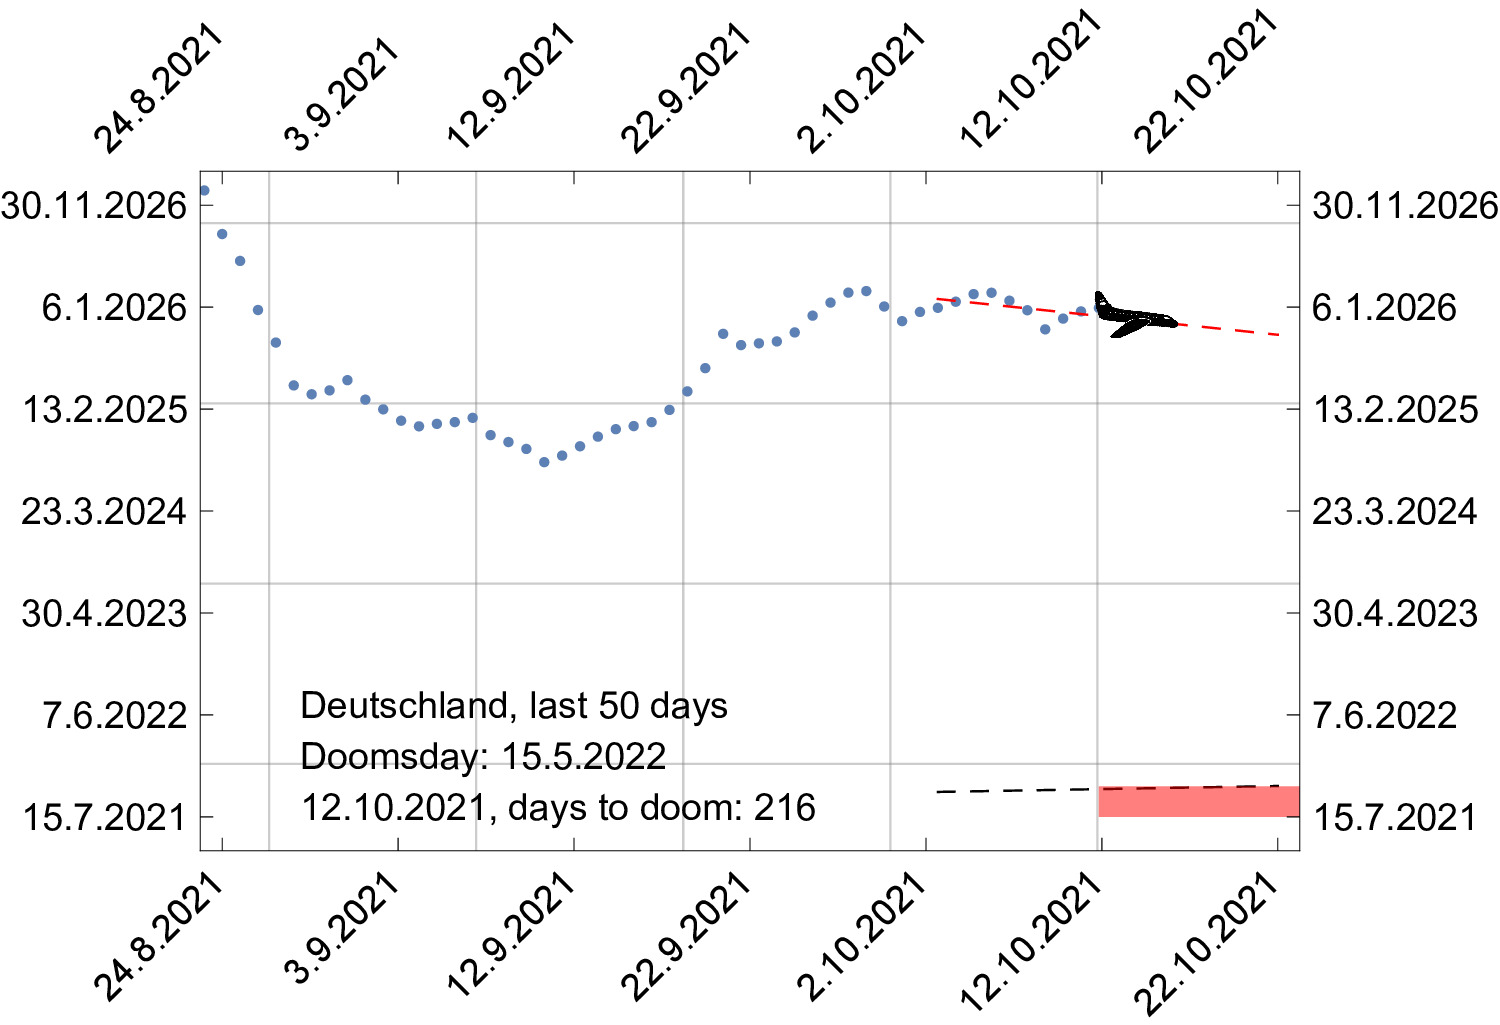 24.8.2021 3.9.2021 12.9.2021 22.9.2021 2.10.2021 12.10.2021 22.10.2021
30.11.2026 30.11.2026
6.1.2026 6.1.2026
13.2.2025 13.2.2025
23.3.2024 23.3.2024
30.4.2023 30.4.2023
Deutschland, last 50 days
7.6.2022 7.6.2022
Doomsday: 15.5.2022
12.10.2021, days to doom: 216
15.7.2021 15.7.2021
24.8.2021 3.9.2021 12.9.2021 22.9.2021 2.10.2021 12.10.2021 22.10.2021